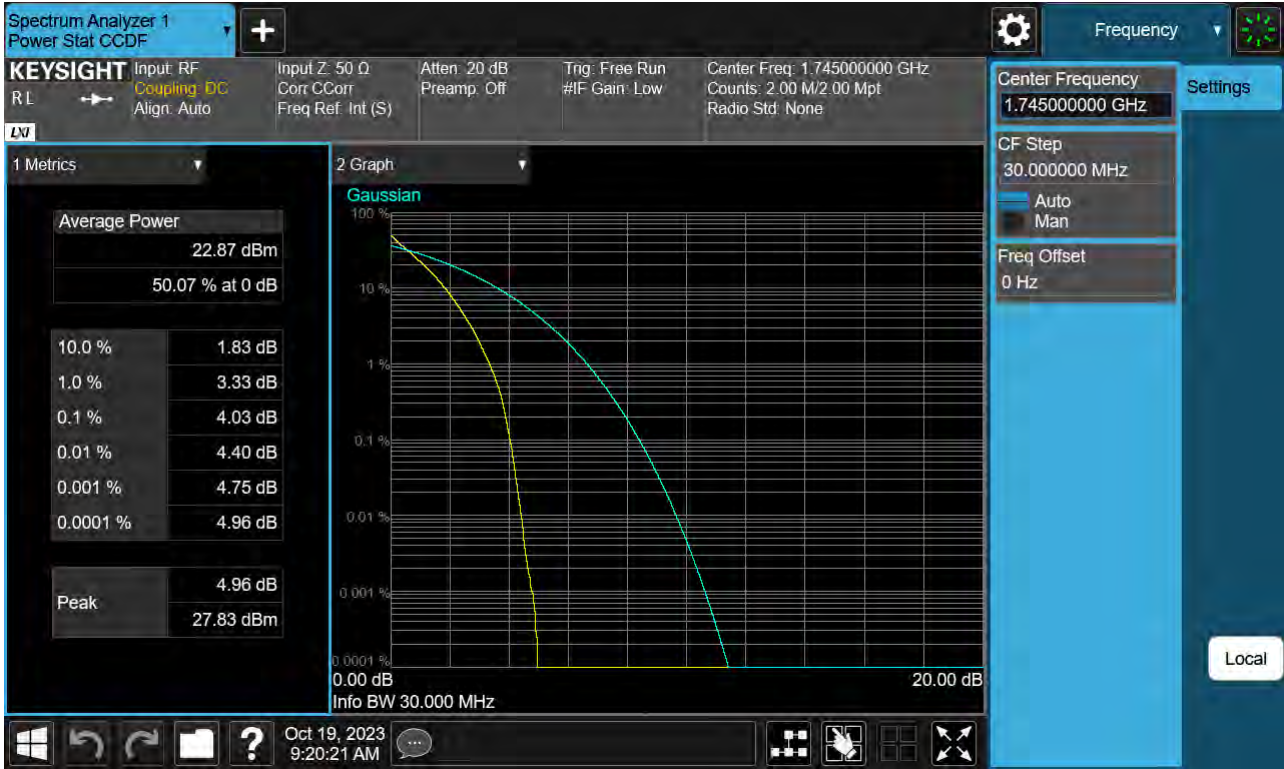 Spectrum Analyzer 1
Power Stat CCDF
+
Frequency
KEYSIGHT
R L
LXI
Input: RF
Coupling: DC
Align: Auto
Input Z: 50 Ω
Corr CCorr
Freq Ref: Int (S)
Atten: 20 dB
Preamp: Off
Trig: Free Run
#IF Gain: Low
Center Freq: 1.745000000 GHz
Counts: 2.00 M/2.00 Mpt
Radio Std: None
Center Frequency
1.745000000 GHz
Settings
CF Step
30.000000 MHz
Auto
Man
Freq Offset
0 Hz
Local
1 Metrics
Average Power
22.87 dBm
50.07 % at 0 dB
10.0 % 1.83 dB
1.0 % 3.33 dB
0.1 % 4.03 dB
0.01 % 4.40 dB
0.001 % 4.75 dB
0.0001 % 4.96 dB
Peak
4.96 dB
27.83 dBm
2 Graph
Gaussian
100 %
10 %
1 %
0.1 %
0.01 %
0.001 %
0.0001 %
0.00 dB 20.00 dB
Info BW 30.000 MHz
?
Oct 19, 2023
9:20:21 AM